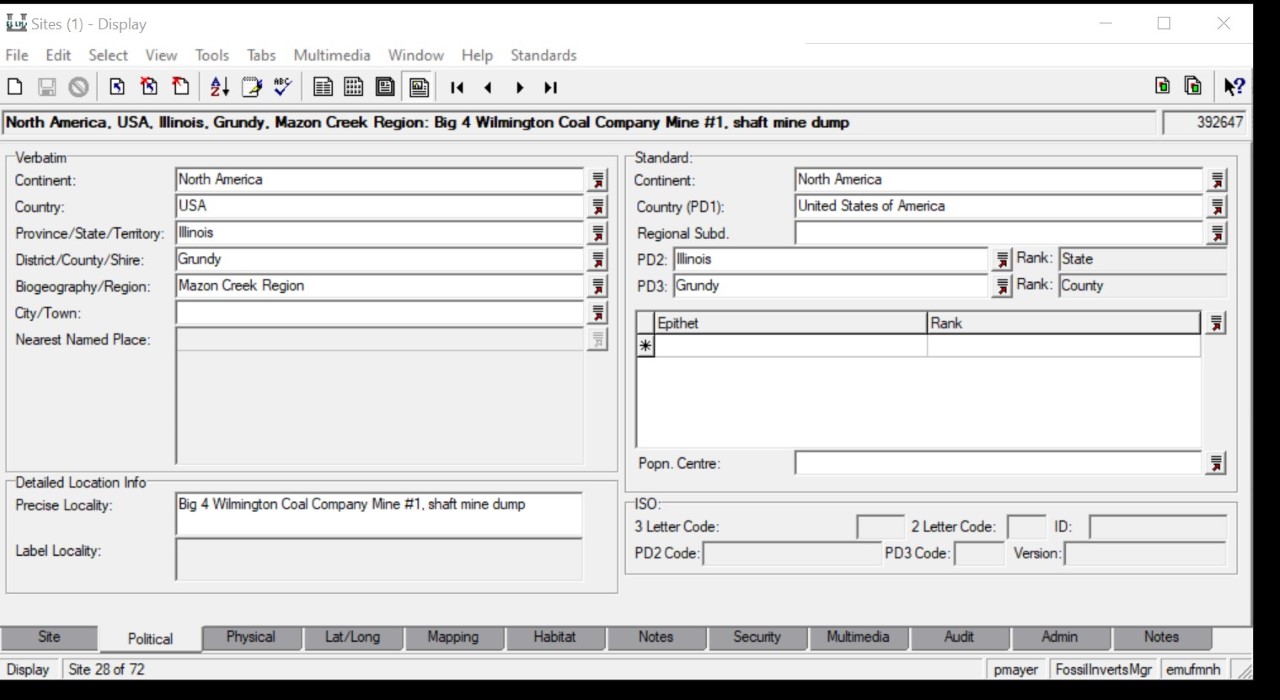 Sites (1) - Display
File Edit Select View Tools Tabs Multimedia Window Help Standards
North America, USA, Illinois, Grundy, Mazon Creek Region: Big 4 Wilmington Coal Company Mine #1, shaft mine dump 392647
Verbatim
Continent: North America
Country: USA
Province/State/Territory: Illinois
District/County/Shire: Grundy
Biogeography/Region: Mazon Creek Region
City/Town:
Nearest Named Place:
Detailed Location Info
Precise Locality: Big 4 Wilmington Coal Company Mine #1, shaft mine dump
Label Locality:
Standard:
Continent: North America
Country (PD1): United States of America
Regional Subd.
PD2: Illinois Rank: State
PD3: Grundy Rank: County
Epithet Rank
Popn. Centre:
ISO:
3 Letter Code: 2 Letter Code: ID:
PD2 Code: PD3 Code: Version:
Site Political Physical Lat/Long Mapping Habitat Notes Security Multimedia Audit Admin Notes
Display Site 28 of 72 pmayer FossilInvertsMgr emufmnh